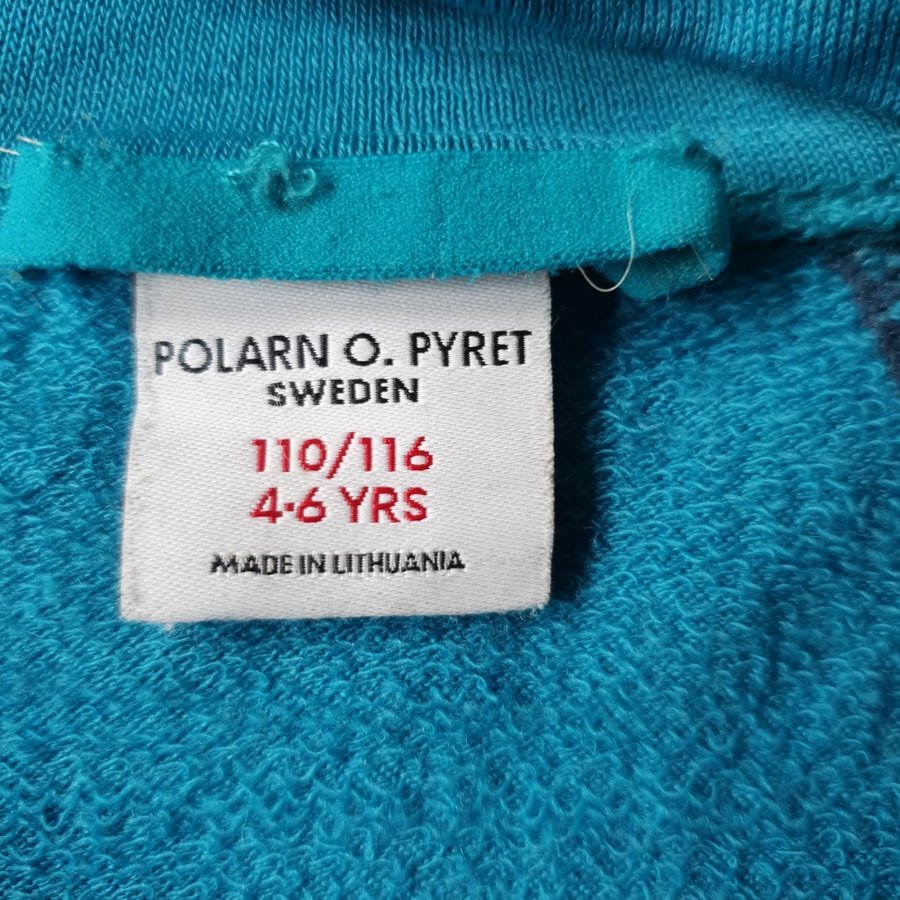 POLARN O. PYRET
SWEDEN
110/116
4-6 YRS
MADE IN LITHUANIA